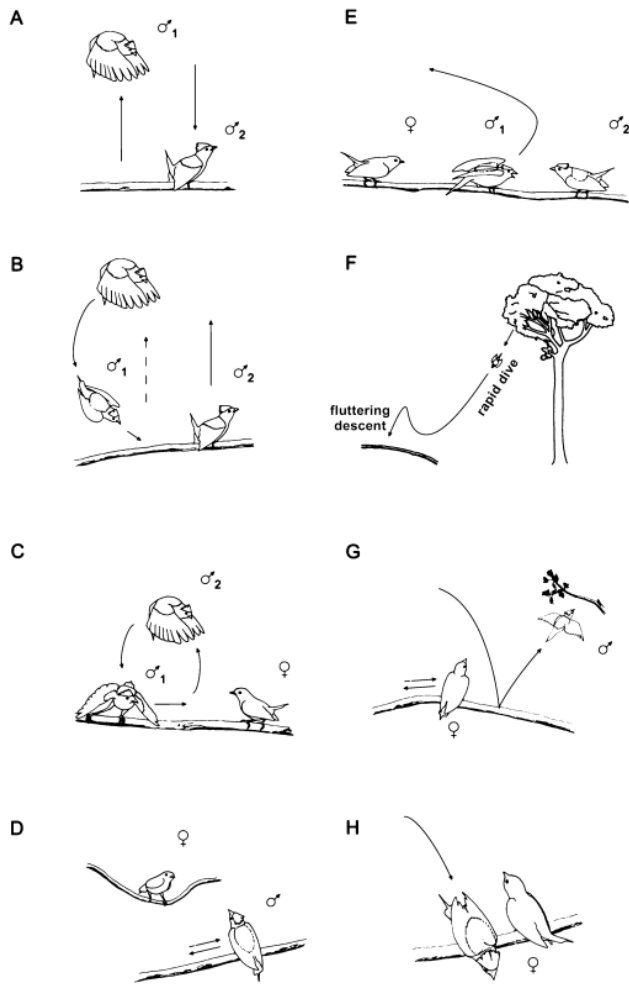 A
♂1
♂2
B
♂1
♂2
C
♂2
♂1
♀
D
♀
♂
E
♀
♂1
♂2
F
rapid dive
fluttering
descent
G
♂
♀
H
♀